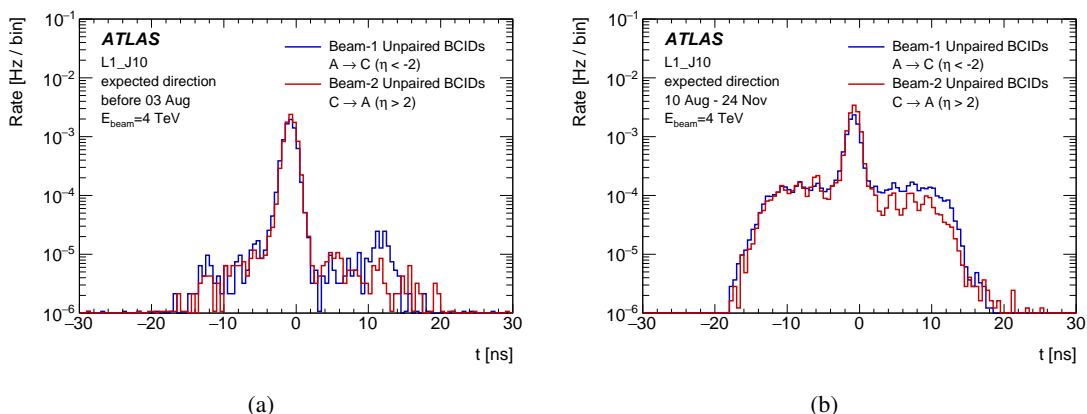 Rate [Hz / bin]
10⁻¹
10⁻²
10⁻³
10⁻⁴
10⁻⁵
10⁻⁶
ATLAS
L1_J10
expected direction
before 03 Aug
E_beam=4 TeV
Beam-1 Unpaired BCIDs
A → C (η < -2)
Beam-2 Unpaired BCIDs
C → A (η > 2)
−30 −20 −10 0 10 20 30
t [ns]
(a)
Rate [Hz / bin]
10⁻¹
10⁻²
10⁻³
10⁻⁴
10⁻⁵
10⁻⁶
ATLAS
L1_J10
expected direction
10 Aug - 24 Nov
E_beam=4 TeV
Beam-1 Unpaired BCIDs
A → C (η < -2)
Beam-2 Unpaired BCIDs
C → A (η > 2)
−30 −20 −10 0 10 20 30
t [ns]
(b)